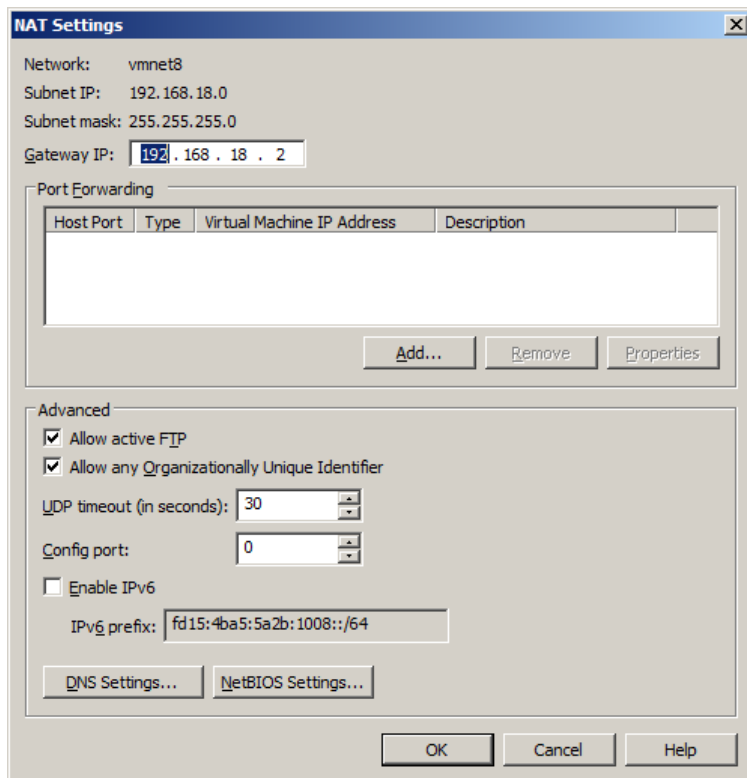 NAT Settings
Network: vmnet8
Subnet IP: 192.168.18.0
Subnet mask: 255.255.255.0
Gateway IP: 192 . 168 . 18 . 2
Port Forwarding
Host Port Type Virtual Machine IP Address Description
Add... Remove Properties
Advanced
Allow active FTP
Allow any Organizationally Unique Identifier
UDP timeout (in seconds): 30
Config port: 0
Enable IPv6
IPv6 prefix: fd15:4ba5:5a2b:1008::/64
DNS Settings... NetBIOS Settings...
OK Cancel Help